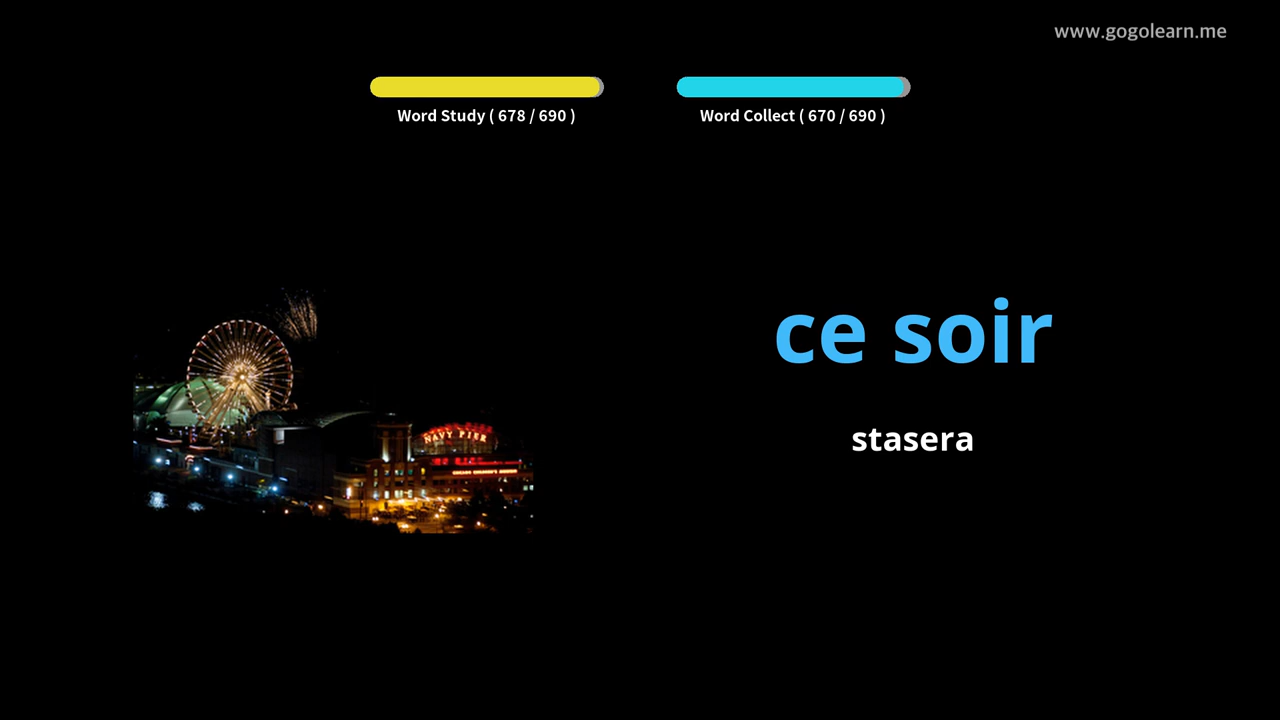 www.gogolearn.me
Word Study ( 678 / 690 )
Word Collect ( 670 / 690 )
ce soir
stasera
NAVY PIER